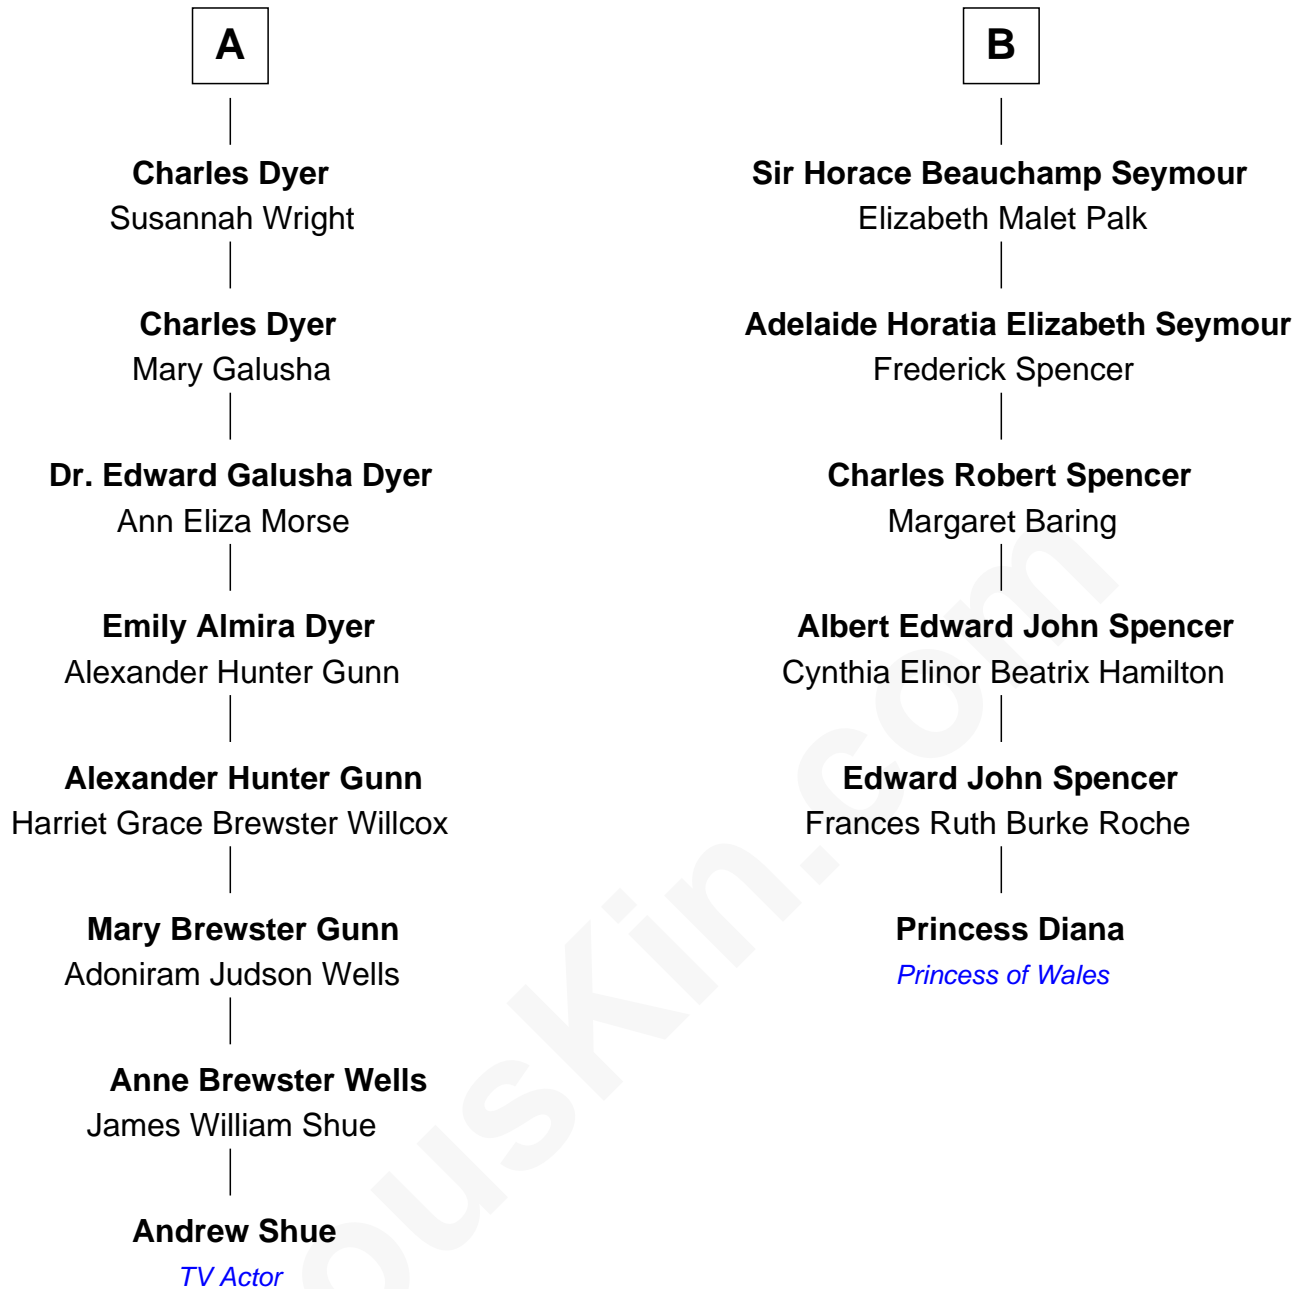 A
Charles Dyer
Susannah Wright
Charles Dyer
Mary Galusha
Dr. Edward Galusha Dyer
Ann Eliza Morse
Emily Almira Dyer
Alexander Hunter Gunn
Alexander Hunter Gunn
Harriet Grace Brewster Willcox
Mary Brewster Gunn
Adoniram Judson Wells
Anne Brewster Wells
James William Shue
Andrew Shue
TV Actor
B
Sir Horace Beauchamp Seymour
Elizabeth Malet Palk
Adelaide Horatia Elizabeth Seymour
Frederick Spencer
Charles Robert Spencer
Margaret Baring
Albert Edward John Spencer
Cynthia Elinor Beatrix Hamilton
Edward John Spencer
Frances Ruth Burke Roche
Princess Diana
Princess of Wales
ousKin.com